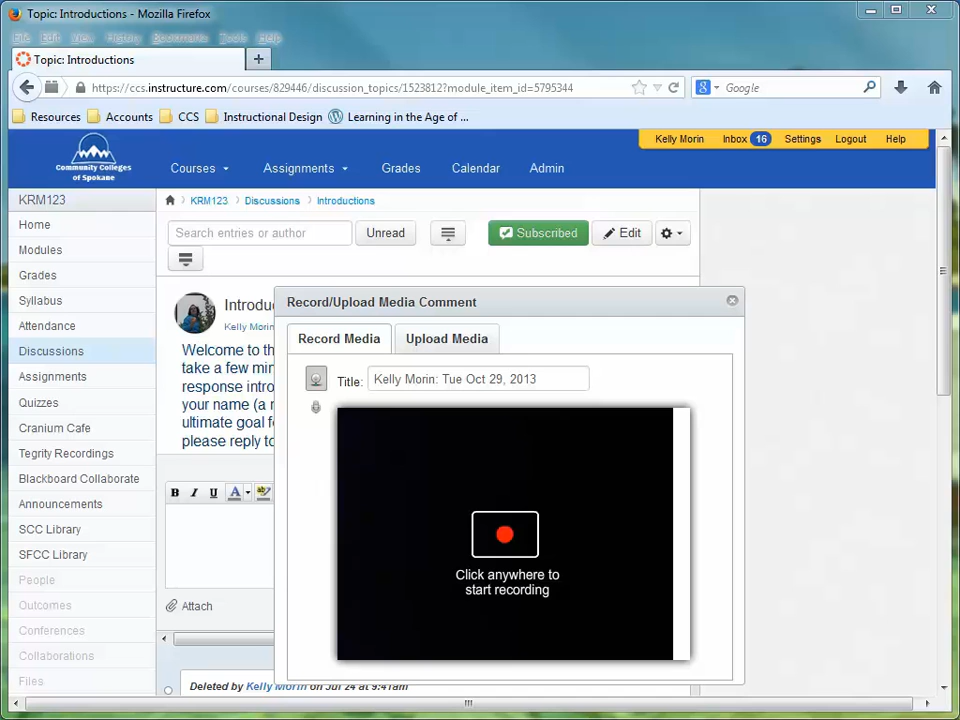 Topic: Introductions - Mozilla Firefox
File Edit View History Bookmarks Tools Help
Topic: Introductions
https://ccs.instructure.com/courses/829446/discussion_topics/1523812?module_item_id=5795344
Google
Resources Accounts CCS Instructional Design Learning in the Age of ...
Kelly Morin Inbox 16 Settings Logout Help
Community Colleges
of Spokane
Courses Assignments Grades Calendar Admin
KRM123
KRM123 Discussions Introductions
Home
Modules
Grades
Syllabus
Attendance
Discussions
Assignments
Quizzes
Cranium Cafe
Tegrity Recordings
Blackboard Collaborate
Announcements
SCC Library
SFCC Library
People
Outcomes
Conferences
Collaborations
Files
Search entries or author Unread Subscribed Edit
Introdu
Kelly Morin
Welcome to th
take a few min
response intro
your name (a n
ultimate goal f
please reply to
B I U A
Attach
Deleted by Kelly Morin on Jul 24 at 9:41am
Record/Upload Media Comment
Record Media Upload Media
Title: Kelly Morin: Tue Oct 29, 2013
Click anywhere to
start recording